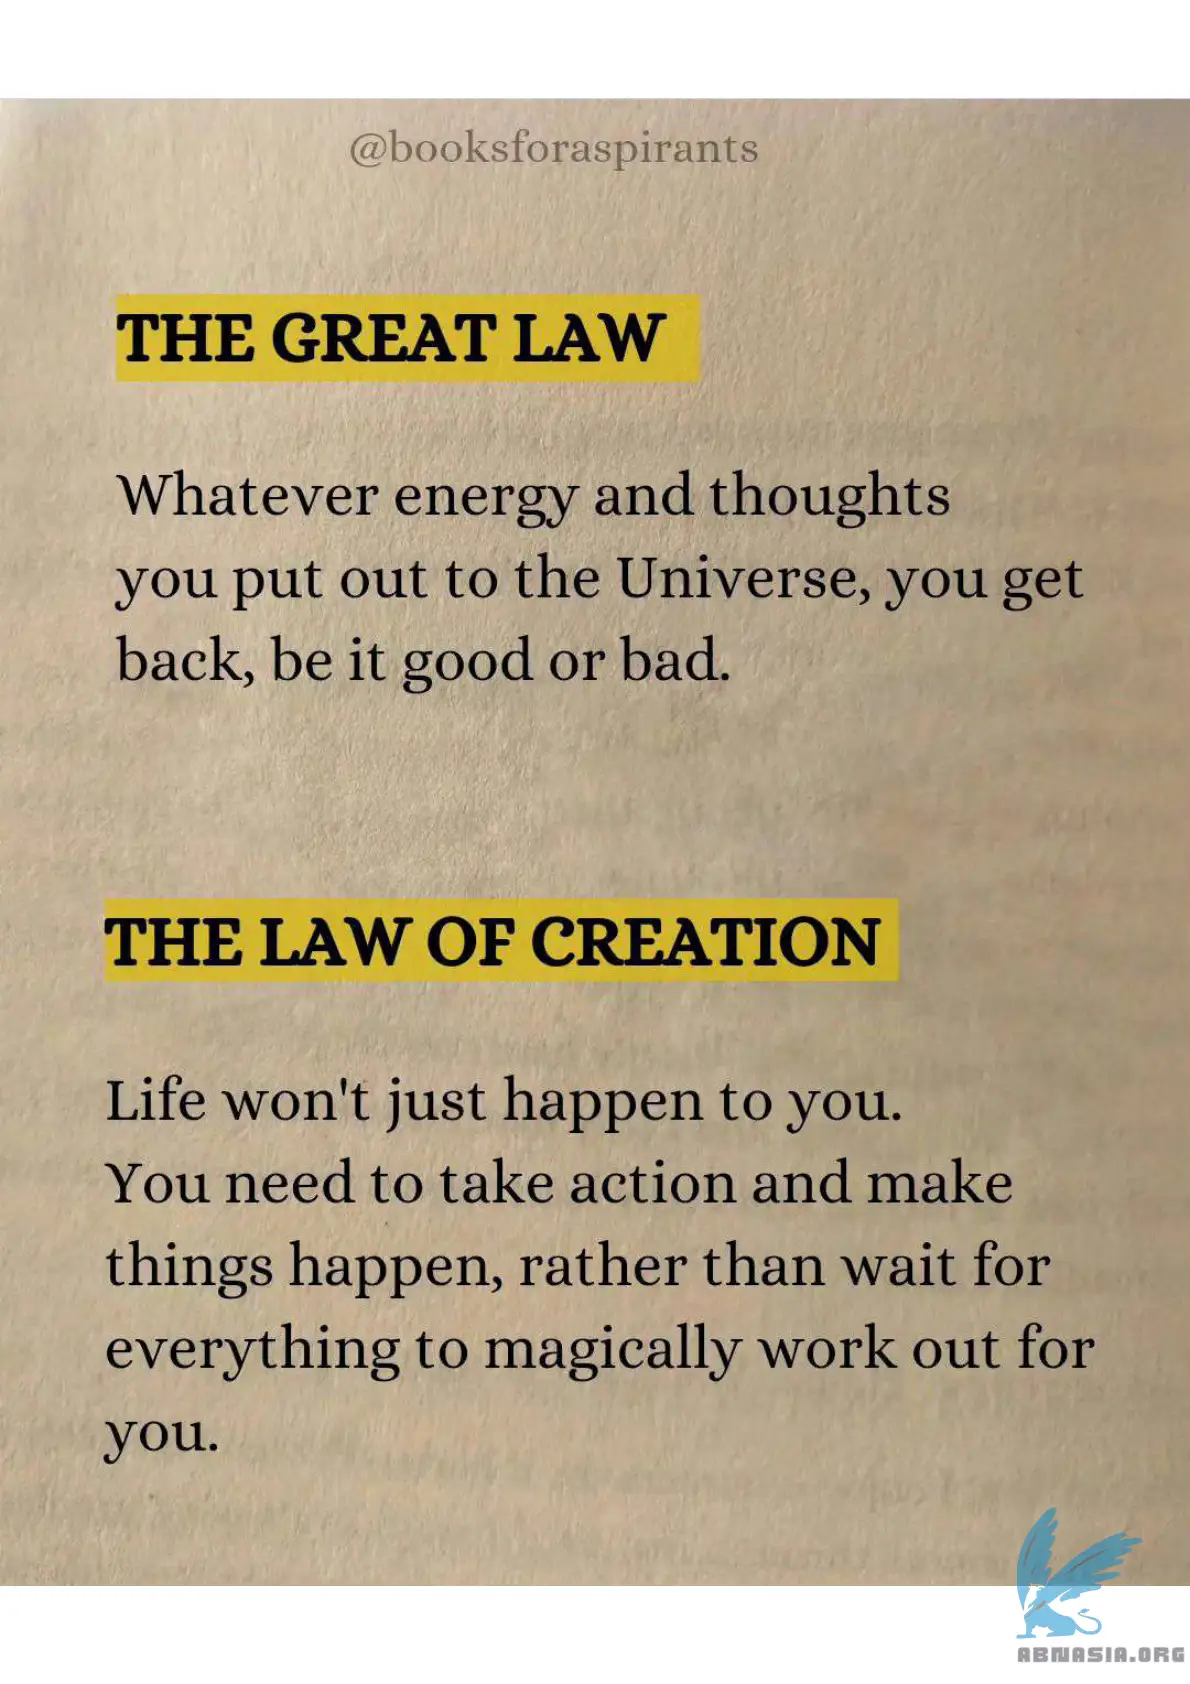 @booksforaspirants
THE GREAT LAW
Whatever energy and thoughts
you put out to the Universe, you get
back, be it good or bad.
THE LAW OF CREATION
Life won't just happen to you.
You need to take action and make
things happen, rather than wait for
everything to magically work out for
you.
ABNASIA.ORG